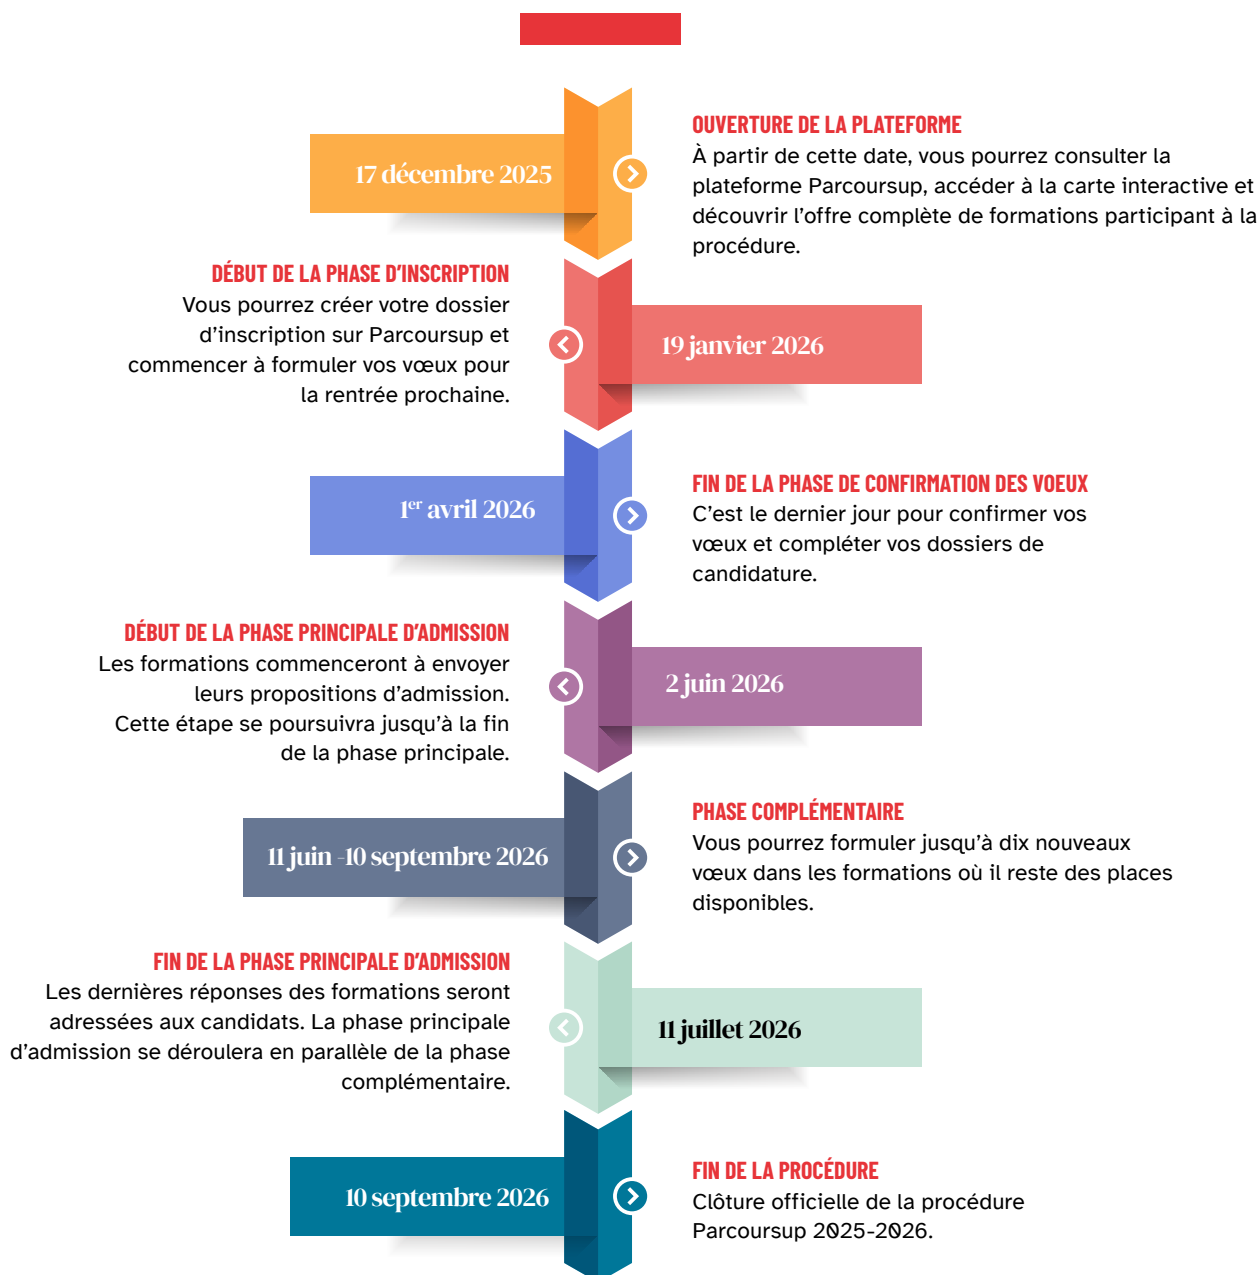 17 décembre 2025
OUVERTURE DE LA PLATEFORME
À partir de cette date, vous pourrez consulter la
plateforme Parcoursup, accéder à la carte interactive et
découvrir l’offre complète de formations participant à la
procédure.
DÉBUT DE LA PHASE D’INSCRIPTION
Vous pourrez créer votre dossier
d’inscription sur Parcoursup et
commencer à formuler vos vœux pour
la rentrée prochaine.
19 janvier 2026
1er avril 2026
FIN DE LA PHASE DE CONFIRMATION DES VOEUX
C’est le dernier jour pour confirmer vos
vœux et compléter vos dossiers de
candidature.
DÉBUT DE LA PHASE PRINCIPALE D’ADMISSION
Les formations commenceront à envoyer
leurs propositions d’admission.
Cette étape se poursuivra jusqu’à la fin
de la phase principale.
2 juin 2026
11 juin -10 septembre 2026
PHASE COMPLÉMENTAIRE
Vous pourrez formuler jusqu’à dix nouveaux
vœux dans les formations où il reste des places
disponibles.
FIN DE LA PHASE PRINCIPALE D’ADMISSION
Les dernières réponses des formations seront
adressées aux candidats. La phase principale
d’admission se déroulera en parallèle de la phase
complémentaire.
11 juillet 2026
10 septembre 2026
FIN DE LA PROCÉDURE
Clôture officielle de la procédure
Parcoursup 2025-2026.